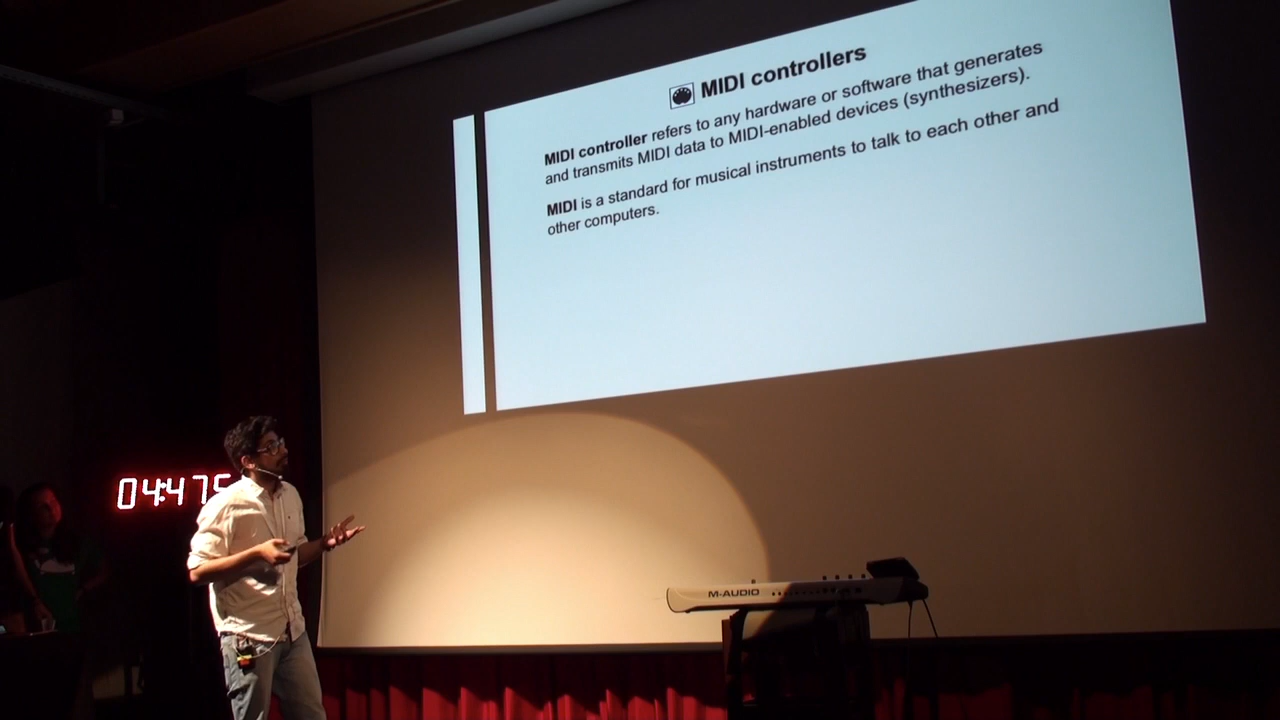 MIDI controllers
MIDI controller refers to any hardware or software that generates
and transmits MIDI data to MIDI-enabled devices (synthesizers).
MIDI is a standard for musical instruments to talk to each other and
other computers.
04:475
M-AUDIO